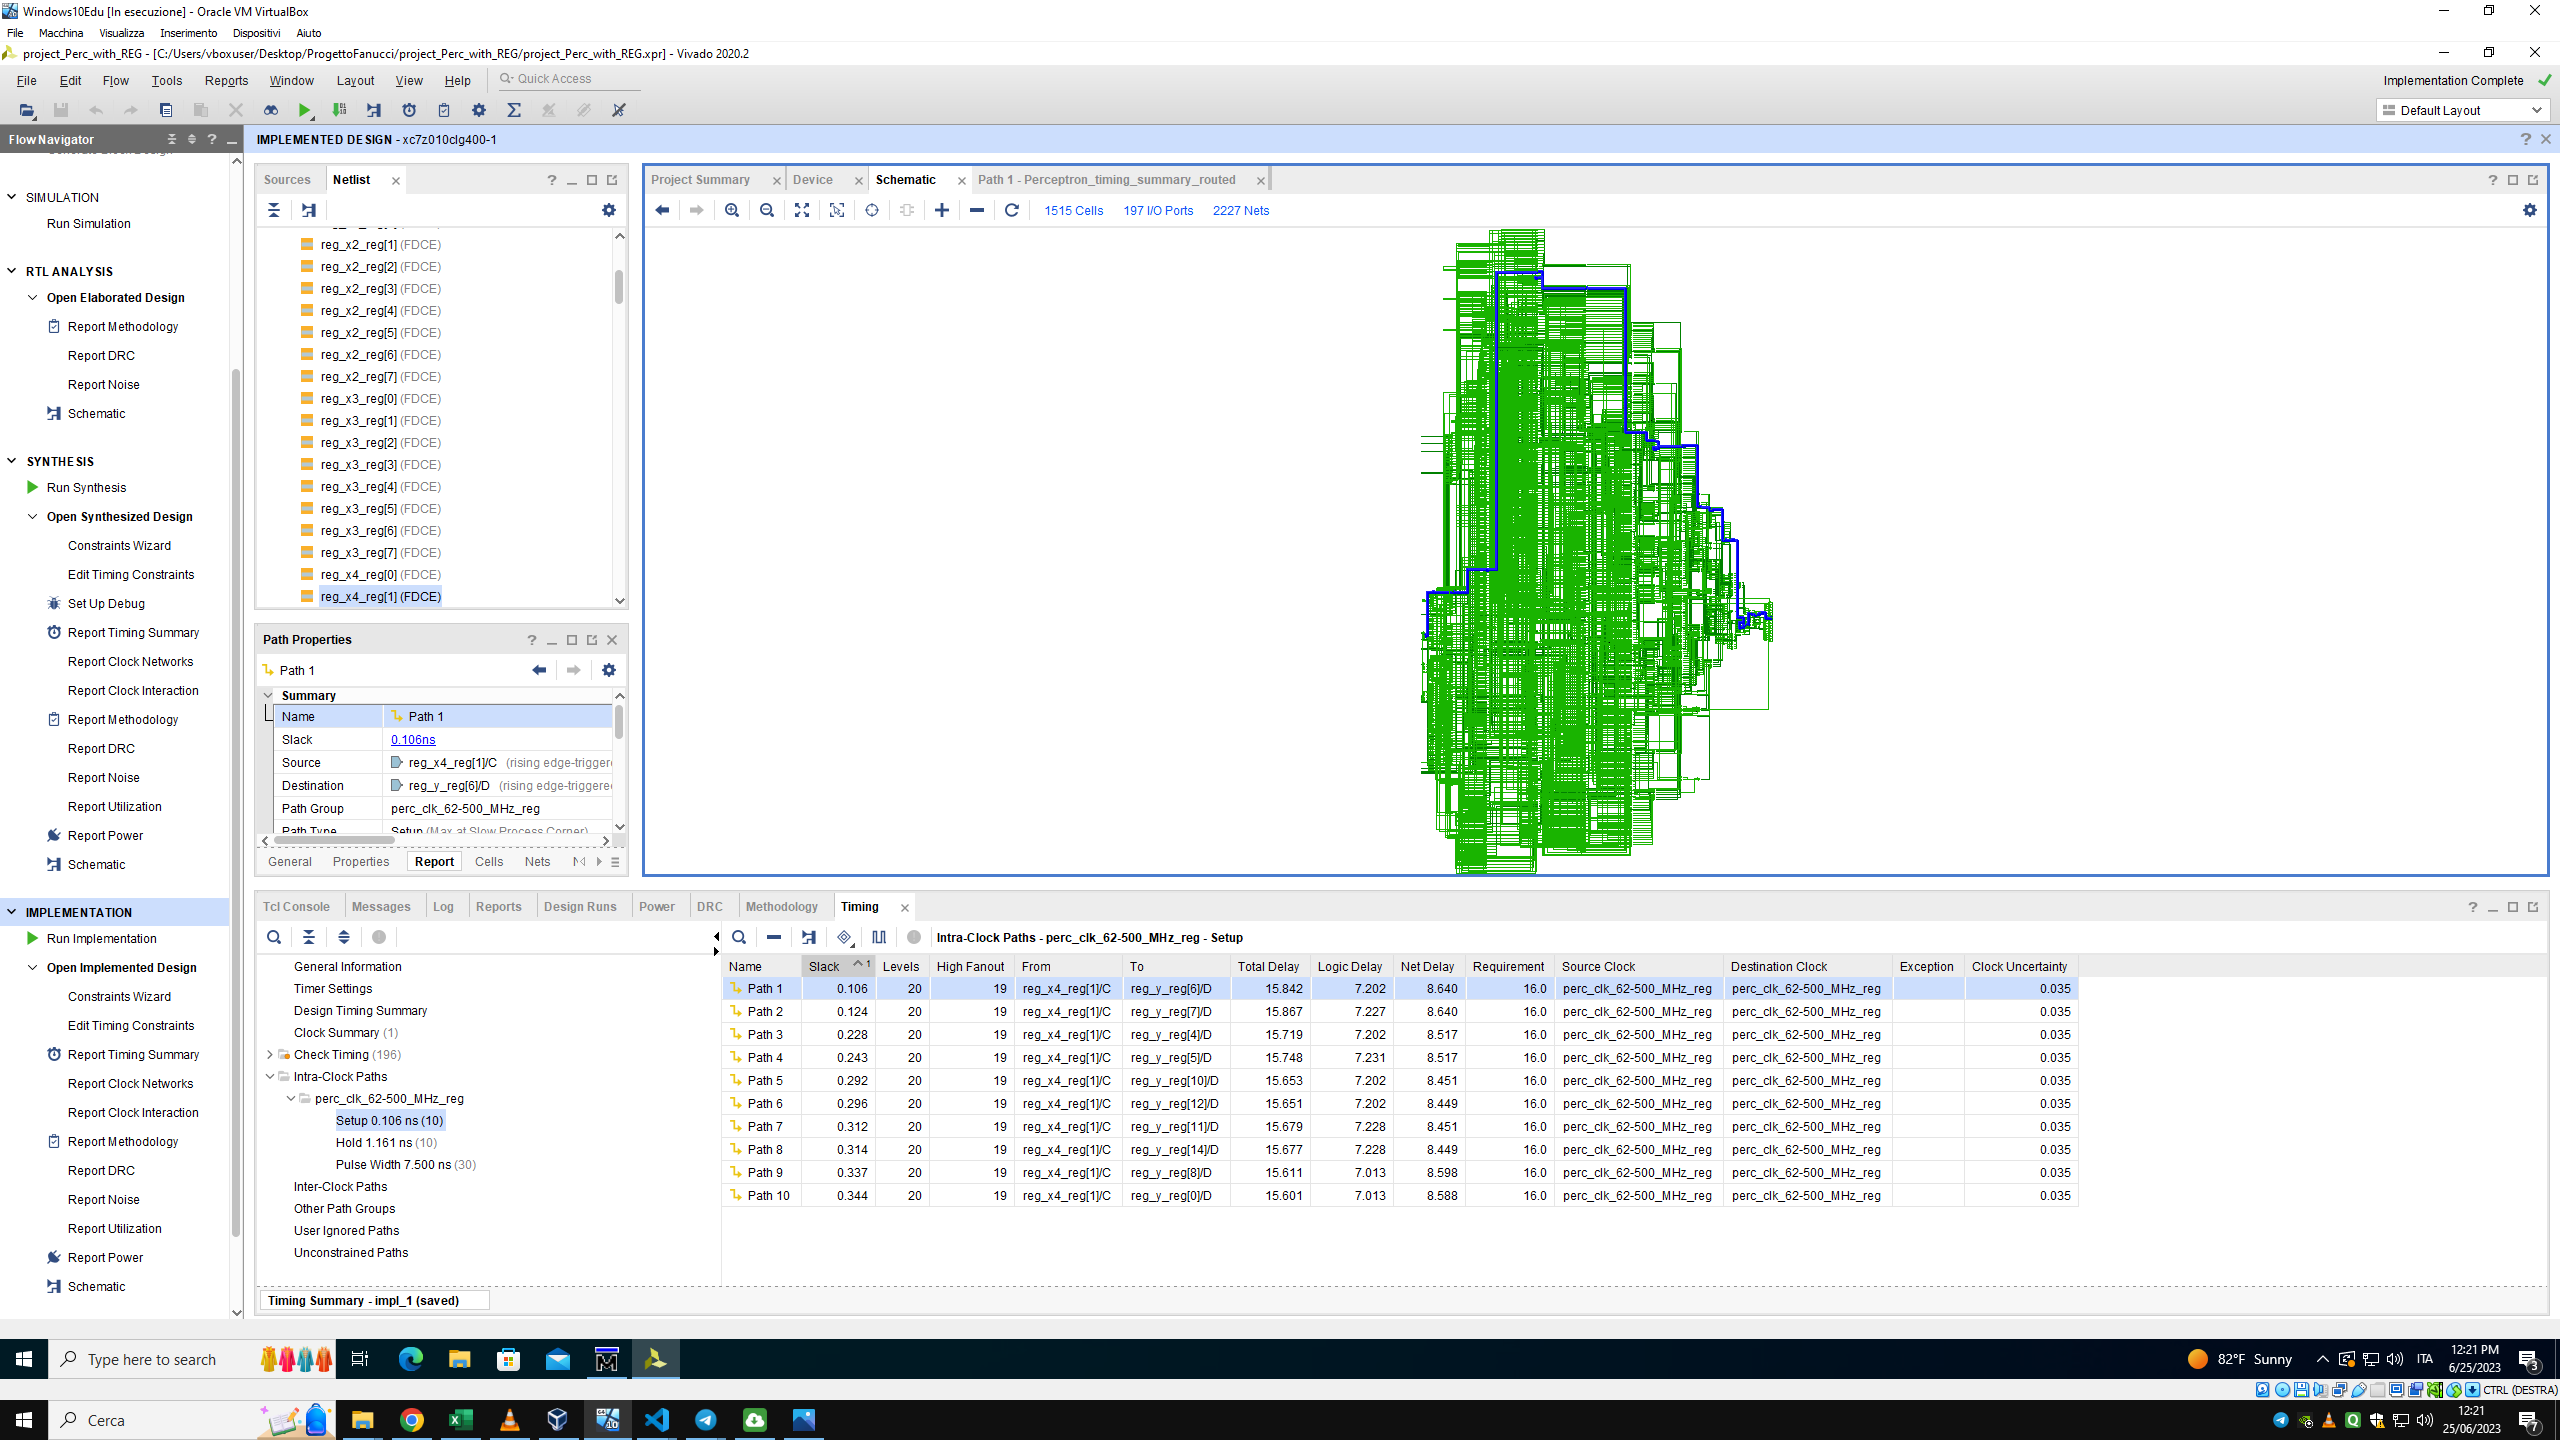 Windows10Edu [In esecuzione] - Oracle VM VirtualBox
File Macchina Visualizza Inserimento Dispositivi Aiuto
project_Perc_with_REG - [C:/Users/vboxuser/Desktop/ProgettoFanucci/project_Perc_with_REG/project_Perc_with_REG.xpr] - Vivado 2020.2
File Edit Flow Tools Reports Window Layout View Help Quick Access
Implementation Complete
Default Layout
Flow Navigator
SIMULATION
Run Simulation
RTL ANALYSIS
Open Elaborated Design
Report Methodology
Report DRC
Report Noise
Schematic
SYNTHESIS
Run Synthesis
Open Synthesized Design
Constraints Wizard
Edit Timing Constraints
Set Up Debug
Report Timing Summary
Report Clock Networks
Report Clock Interaction
Report Methodology
Report DRC
Report Noise
Report Utilization
Report Power
Schematic
IMPLEMENTATION
Run Implementation
Open Implemented Design
Constraints Wizard
Edit Timing Constraints
Report Timing Summary
Report Clock Networks
Report Clock Interaction
Report Methodology
Report DRC
Report Noise
Report Utilization
Report Power
Schematic
IMPLEMENTED DESIGN - xc7z010clg400-1
Sources Netlist
reg_x2_reg[1] (FDCE)
reg_x2_reg[2] (FDCE)
reg_x2_reg[3] (FDCE)
reg_x2_reg[4] (FDCE)
reg_x2_reg[5] (FDCE)
reg_x2_reg[6] (FDCE)
reg_x2_reg[7] (FDCE)
reg_x3_reg[0] (FDCE)
reg_x3_reg[1] (FDCE)
reg_x3_reg[2] (FDCE)
reg_x3_reg[3] (FDCE)
reg_x3_reg[4] (FDCE)
reg_x3_reg[5] (FDCE)
reg_x3_reg[6] (FDCE)
reg_x3_reg[7] (FDCE)
reg_x4_reg[0] (FDCE)
reg_x4_reg[1] (FDCE)
Path Properties
Path 1
Summary
Name Path 1
Slack 0.106ns
Source reg_x4_reg[1]/C (rising edge-triggere
Destination reg_y_reg[6]/D (rising edge-triggere
Path Group perc_clk_62-500_MHz_reg
Path Type Setup (Max at Slow Process Corner)
General Properties Report Cells Nets
Project Summary Device Schematic Path 1 - Perceptron_timing_summary_routed
1515 Cells 197 I/O Ports 2227 Nets
Tcl Console Messages Log Reports Design Runs Power DRC Methodology Timing
General Information
Timer Settings
Design Timing Summary
Clock Summary (1)
Check Timing (196)
Intra-Clock Paths
perc_clk_62-500_MHz_reg
Setup 0.106 ns (10)
Hold 1.161 ns (10)
Pulse Width 7.500 ns (30)
Inter-Clock Paths
Other Path Groups
User Ignored Paths
Unconstrained Paths
Timing Summary - impl_1 (saved)
Intra-Clock Paths - perc_clk_62-500_MHz_reg - Setup
Name Slack 1 Levels High Fanout From To Total Delay Logic Delay Net Delay Requirement Source Clock Destination Clock Exception Clock Uncertainty
Path 1 0.106 20 19 reg_x4_reg[1]/C reg_y_reg[6]/D 15.842 7.202 8.640 16.0 perc_clk_62-500_MHz_reg perc_clk_62-500_MHz_reg 0.035
Path 2 0.124 20 19 reg_x4_reg[1]/C reg_y_reg[7]/D 15.867 7.227 8.640 16.0 perc_clk_62-500_MHz_reg perc_clk_62-500_MHz_reg 0.035
Path 3 0.228 20 19 reg_x4_reg[1]/C reg_y_reg[4]/D 15.719 7.202 8.517 16.0 perc_clk_62-500_MHz_reg perc_clk_62-500_MHz_reg 0.035
Path 4 0.243 20 19 reg_x4_reg[1]/C reg_y_reg[5]/D 15.748 7.231 8.517 16.0 perc_clk_62-500_MHz_reg perc_clk_62-500_MHz_reg 0.035
Path 5 0.292 20 19 reg_x4_reg[1]/C reg_y_reg[10]/D 15.653 7.202 8.451 16.0 perc_clk_62-500_MHz_reg perc_clk_62-500_MHz_reg 0.035
Path 6 0.296 20 19 reg_x4_reg[1]/C reg_y_reg[12]/D 15.651 7.202 8.449 16.0 perc_clk_62-500_MHz_reg perc_clk_62-500_MHz_reg 0.035
Path 7 0.312 20 19 reg_x4_reg[1]/C reg_y_reg[11]/D 15.679 7.228 8.451 16.0 perc_clk_62-500_MHz_reg perc_clk_62-500_MHz_reg 0.035
Path 8 0.314 20 19 reg_x4_reg[1]/C reg_y_reg[14]/D 15.677 7.228 8.449 16.0 perc_clk_62-500_MHz_reg perc_clk_62-500_MHz_reg 0.035
Path 9 0.337 20 19 reg_x4_reg[1]/C reg_y_reg[8]/D 15.611 7.013 8.598 16.0 perc_clk_62-500_MHz_reg perc_clk_62-500_MHz_reg 0.035
Path 10 0.344 20 19 reg_x4_reg[1]/C reg_y_reg[0]/D 15.601 7.013 8.588 16.0 perc_clk_62-500_MHz_reg perc_clk_62-500_MHz_reg 0.035
Type here to search
82°F Sunny
ITA
12:21 PM
6/25/2023
3
CTRL (DESTRA)
Cerca
12:21
25/06/2023
7